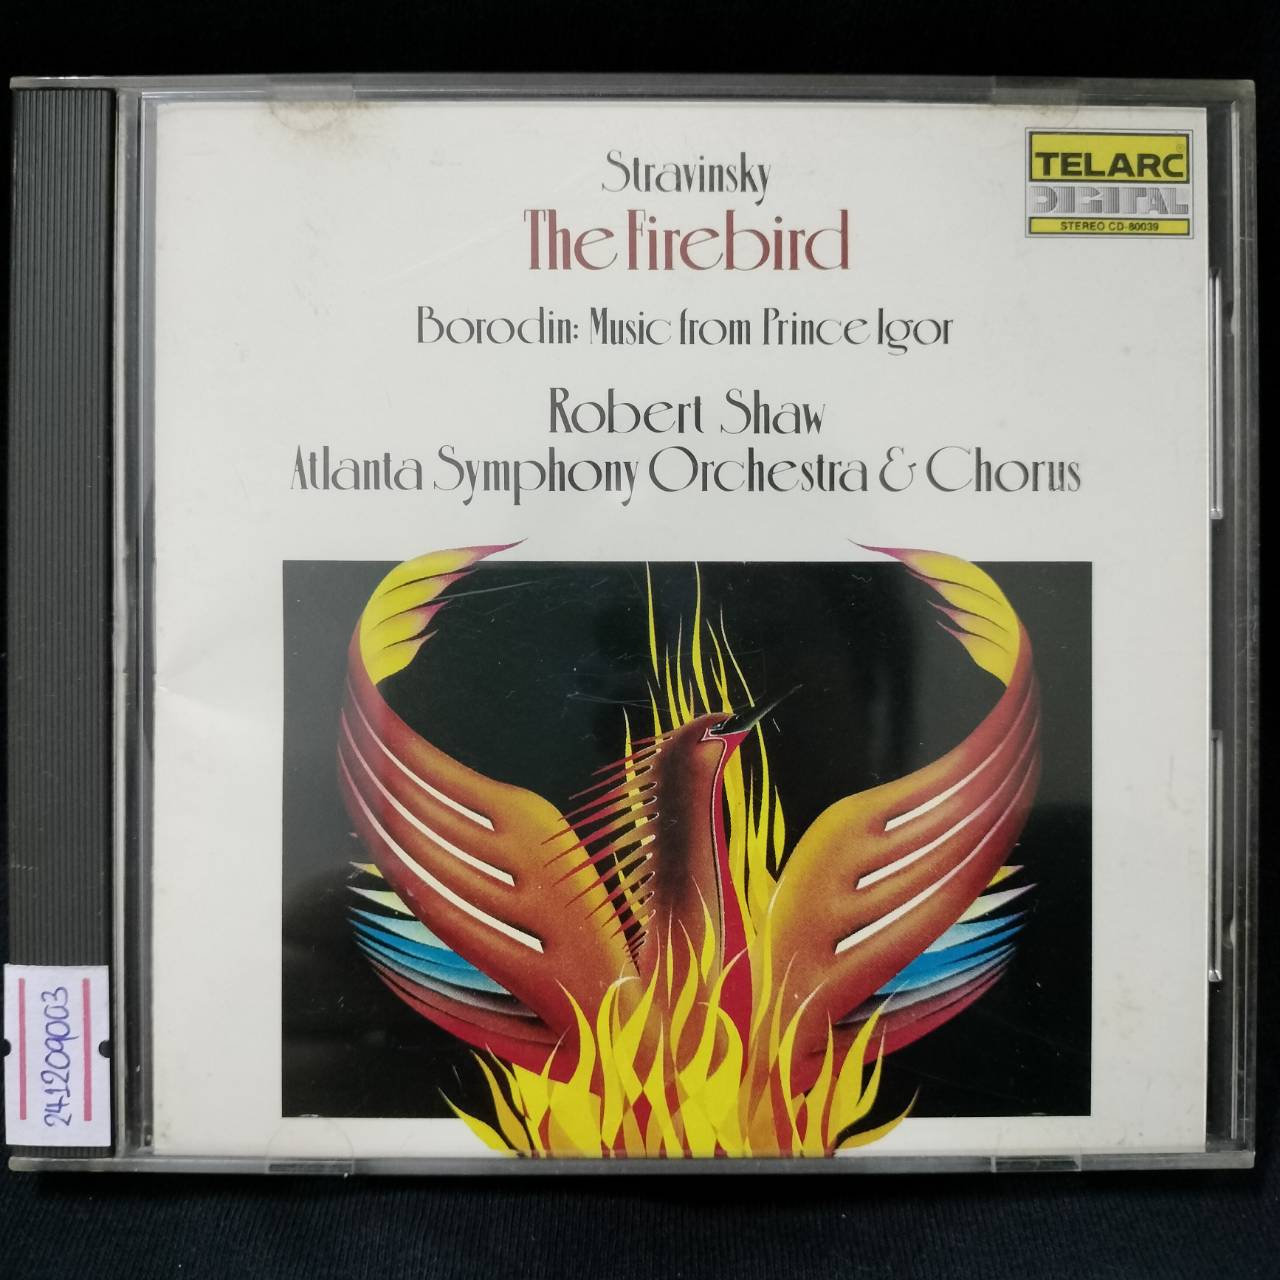 Stravinsky
The Firebird
Borodin: Music from Prince Igor
Robert Shaw
Atlanta Symphony Orchestra & Chorus
TELARC®
DIGITAL
STEREO CD-80039
241209003